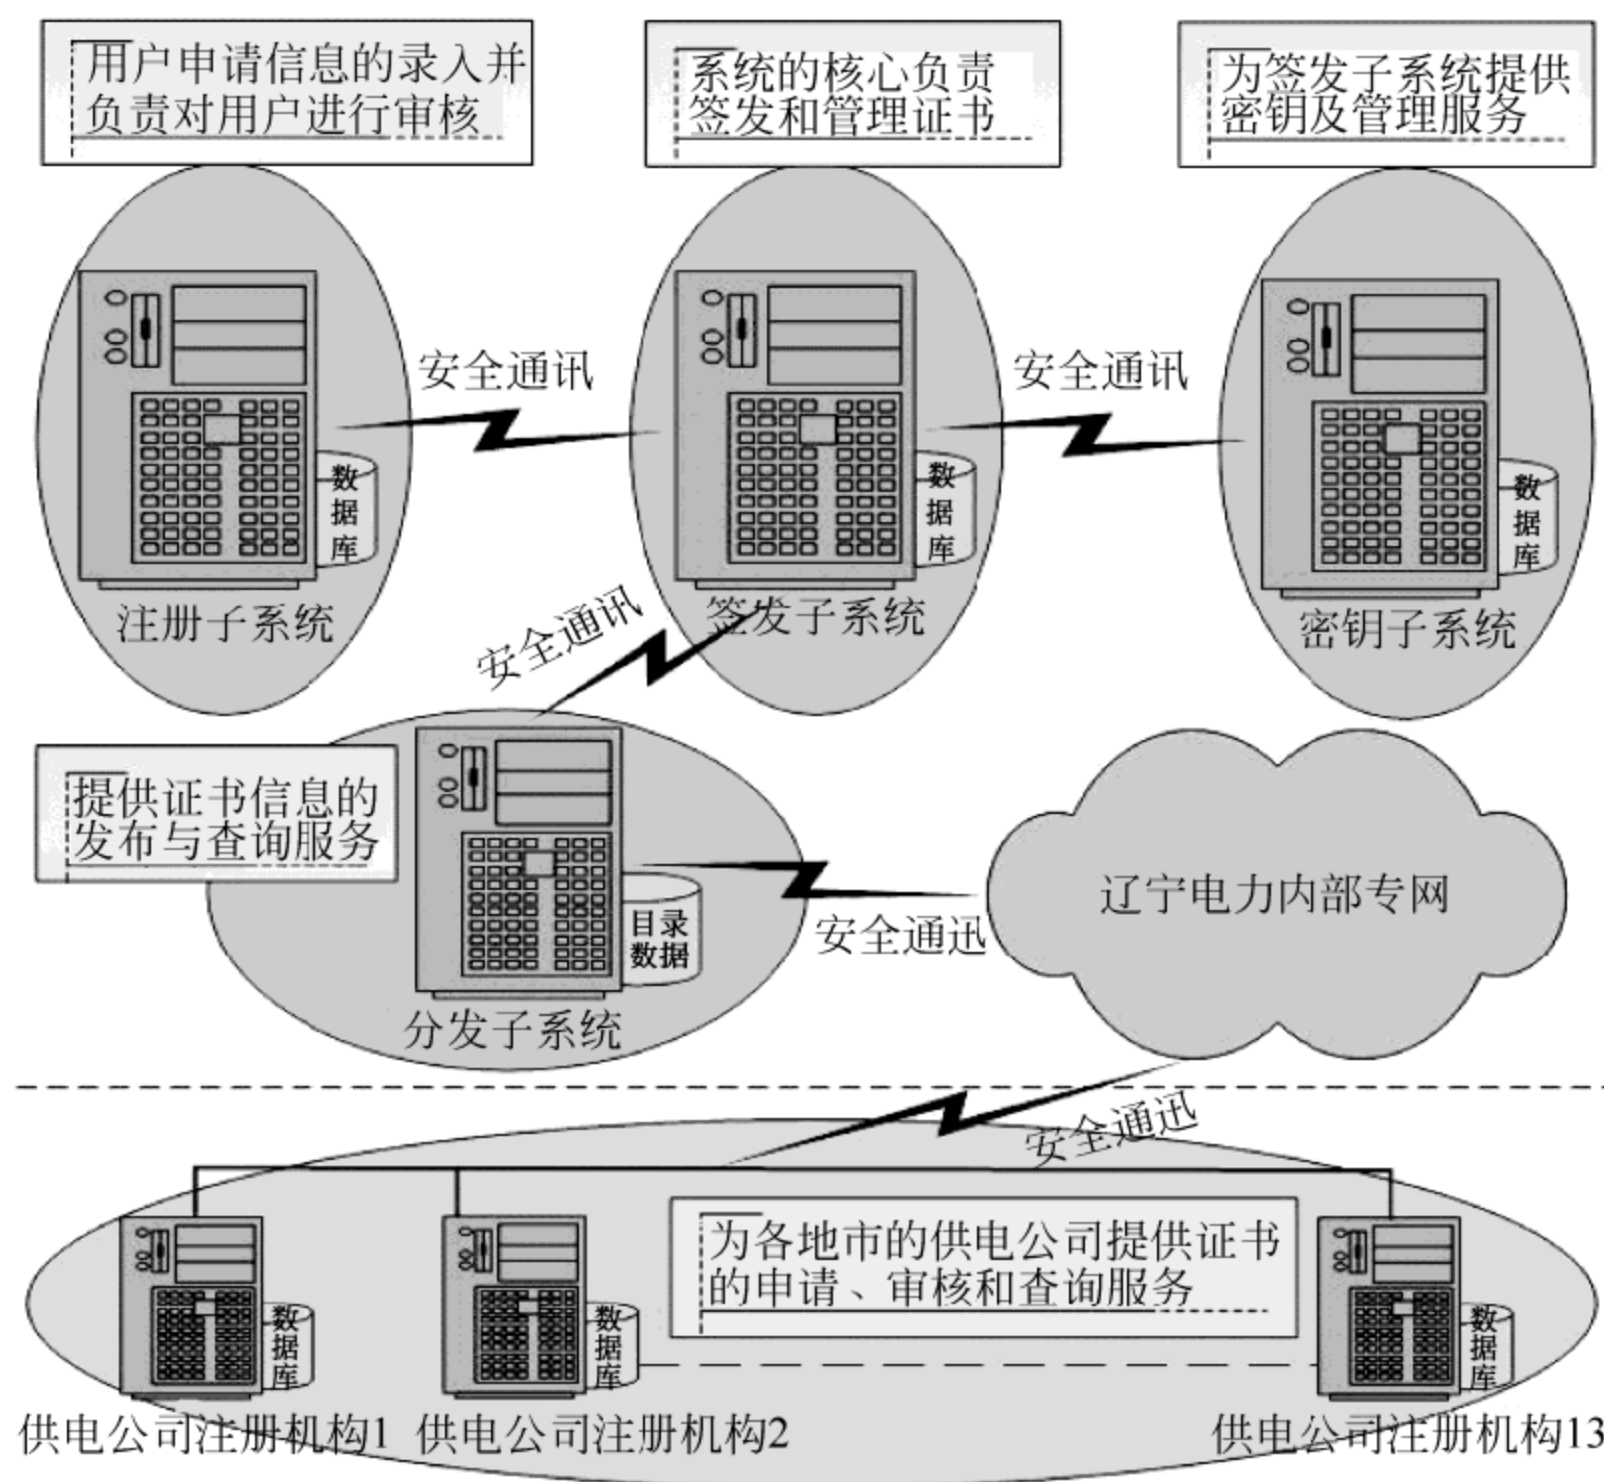 用户申请信息的录入并
负责对用户进行审核
系统的核心负责
签发和管理证书
为签发子系统提供
密钥及管理服务
安全通讯
安全通讯
数
据
库
数
据
库
数
据
库
注册子系统
签发子系统
密钥子系统
安全通讯
提供证书信息的
发布与查询服务
目录
数据
分发子系统
安全通迅
辽宁电力内部专网
安全通迅
为各地市的供电公司提供证书
的申请、审核和查询服务
数
据
库
数
据
库
数
据
库
供电公司注册机构1
供电公司注册机构2
供电公司注册机构13